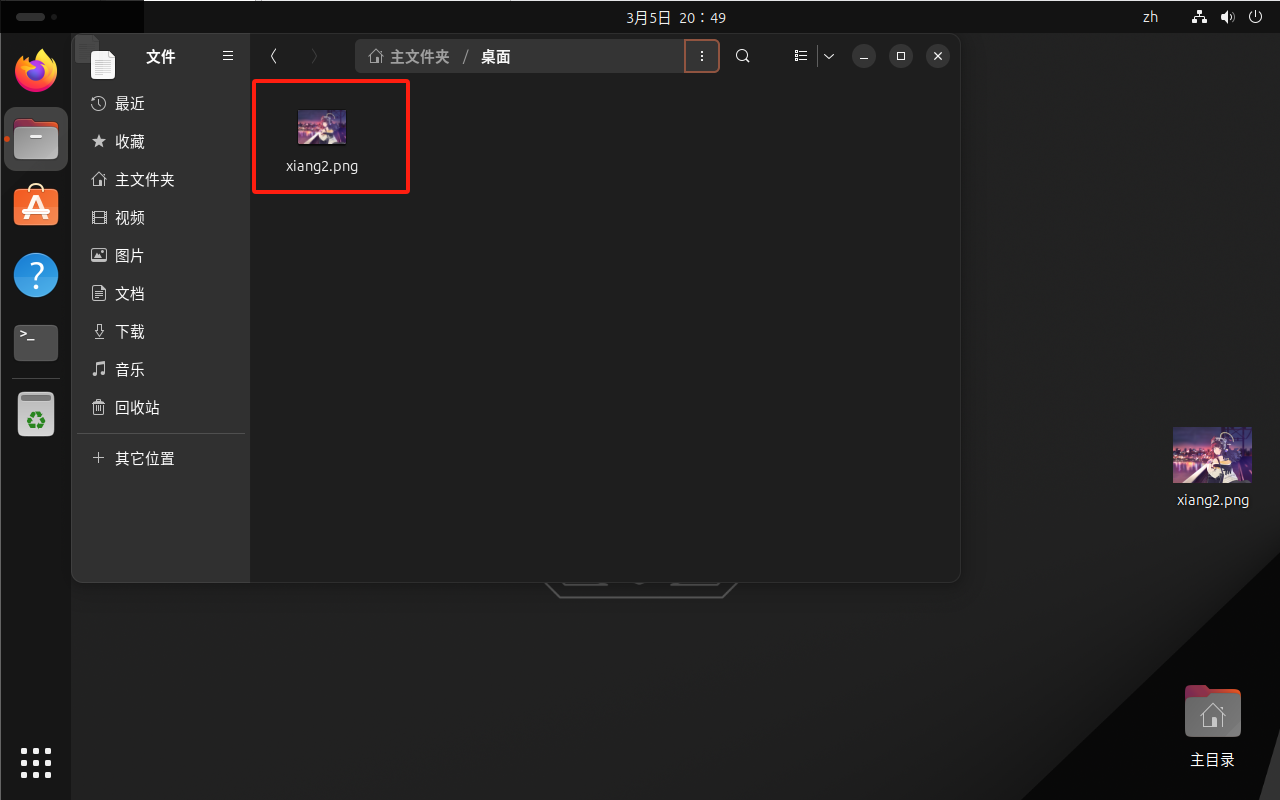 3月5日 20：49
zh
文件
主文件夹 / 桌面
最近
收藏
主文件夹
视频
图片
文档
下载
音乐
回收站
其它位置
xiang2.png
xiang2.png
主目录